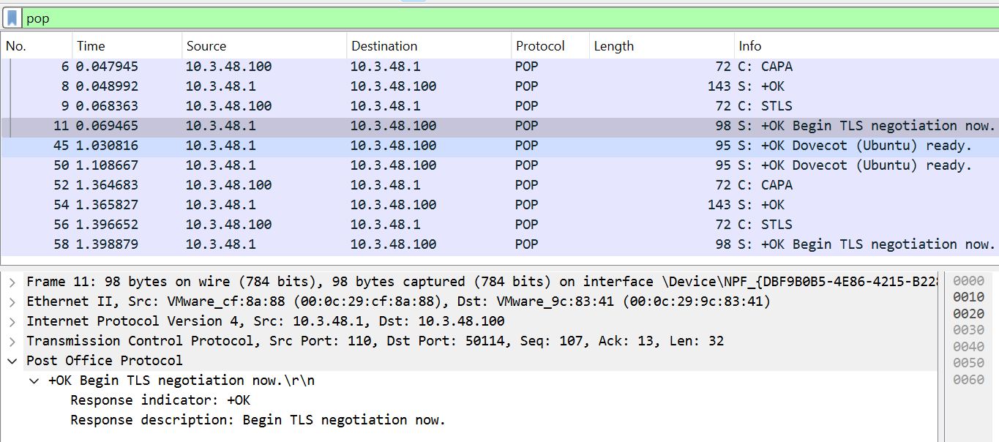 pop
No. Time Source Destination Protocol Length Info
6 0.047945 10.3.48.100 10.3.48.1 POP 72 C: CAPA
8 0.048992 10.3.48.1 10.3.48.100 POP 143 S: +OK
9 0.068363 10.3.48.100 10.3.48.1 POP 72 C: STLS
11 0.069465 10.3.48.1 10.3.48.100 POP 98 S: +OK Begin TLS negotiation now.
45 1.030816 10.3.48.1 10.3.48.100 POP 95 S: +OK Dovecot (Ubuntu) ready.
50 1.108667 10.3.48.1 10.3.48.100 POP 95 S: +OK Dovecot (Ubuntu) ready.
52 1.364683 10.3.48.100 10.3.48.1 POP 72 C: CAPA
54 1.365827 10.3.48.1 10.3.48.100 POP 143 S: +OK
56 1.396652 10.3.48.100 10.3.48.1 POP 72 C: STLS
58 1.398879 10.3.48.1 10.3.48.100 POP 98 S: +OK Begin TLS negotiation now.
Frame 11: 98 bytes on wire (784 bits), 98 bytes captured (784 bits) on interface \Device\NPF_{DBF9B0B5-4E86-4215-B228
Ethernet II, Src: VMware_cf:8a:88 (00:0c:29:cf:8a:88), Dst: VMware_9c:83:41 (00:0c:29:9c:83:41)
Internet Protocol Version 4, Src: 10.3.48.1, Dst: 10.3.48.100
Transmission Control Protocol, Src Port: 110, Dst Port: 50114, Seq: 107, Ack: 13, Len: 32
Post Office Protocol
+OK Begin TLS negotiation now.\r\n
Response indicator: +OK
Response description: Begin TLS negotiation now.
0000
0010
0020
0030
0040
0050
0060